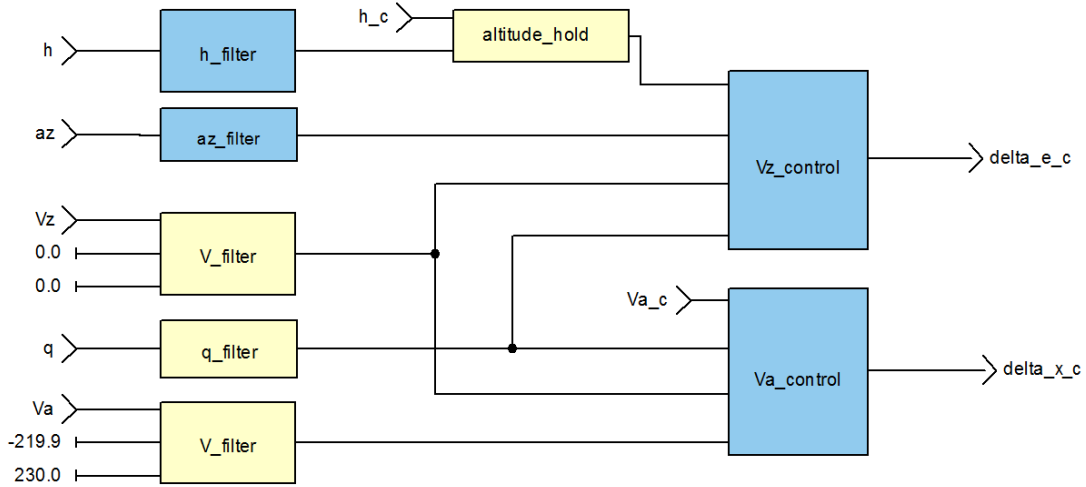 h_c
altitude_hold
h
h_filter
az
az_filter
Vz_control
delta_e_c
Vz
0.0
0.0
V_filter
Va_c
q
q_filter
Va_control
delta_x_c
Va
-219.9
230.0
V_filter